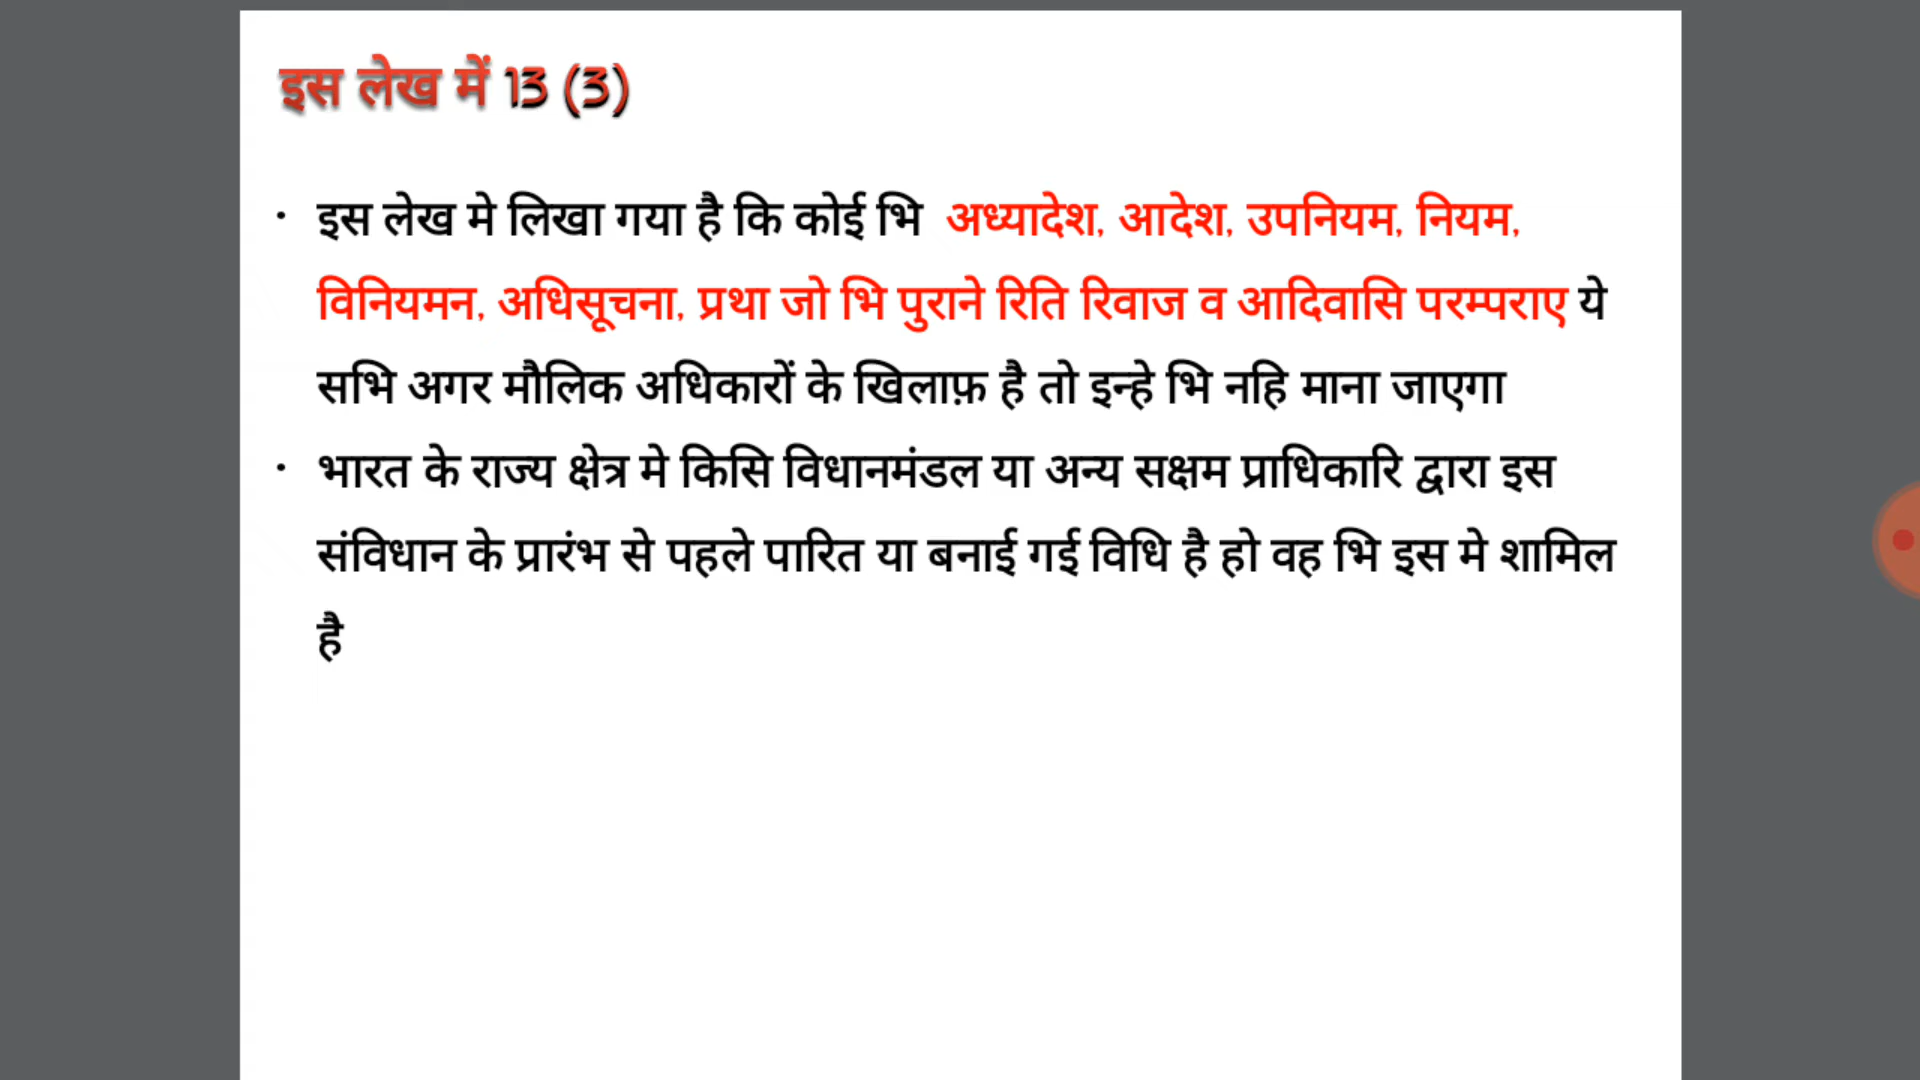 इस लेख में 13 (3)
• इस लेख मे लिखा गया है कि कोई भि अध्यादेश, आदेश, उपनियम, नियम,
विनियमन, अधिसूचना, प्रथा जो भि पुराने रिति रिवाज व आदिवासि परम्पराए ये
सभि अगर मौलिक अधिकारों के खिलाफ़ है तो इन्हे भि नहि माना जाएगा
• भारत के राज्य क्षेत्र मे किसि विधानमंडल या अन्य सक्षम प्राधिकारि द्वारा इस
संविधान के प्रारंभ से पहले पारित या बनाई गई विधि है हो वह भि इस मे शामिल
है